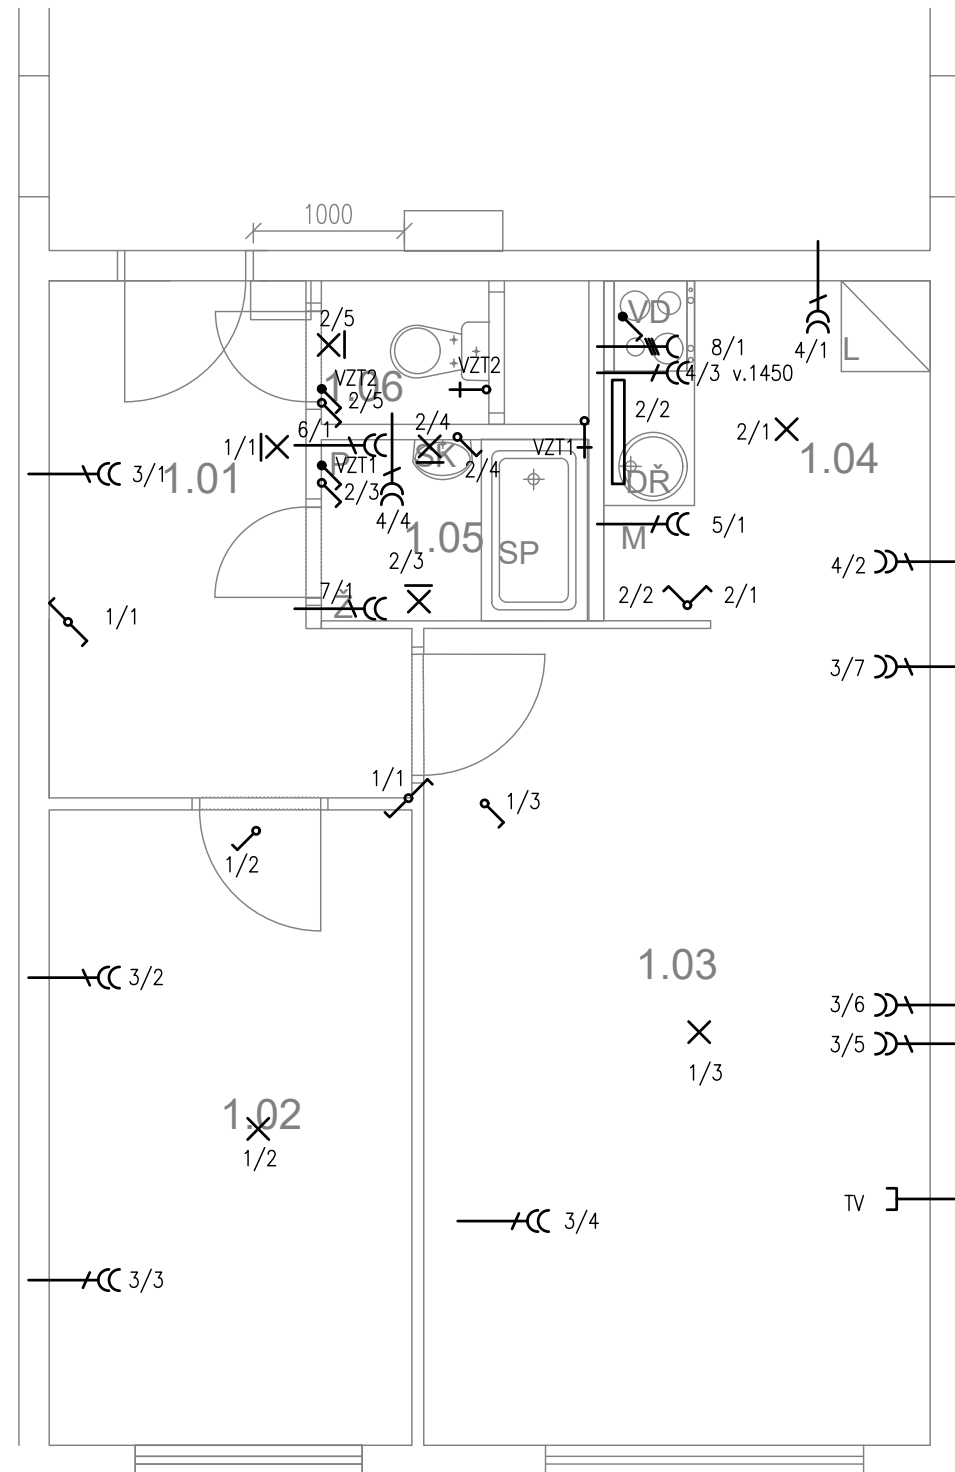 1000
2/5
VZT2
1.06
2/5
VZT2
VD
8/1
4/3 v.1450
4/1
L
2/2
2/1
1.04
6/1
1/1
2/4
SK
VZT1
3/1
1.01
P
VZT1
2/3
2/4
DŘ
4/4
1.05
SP
M
5/1
2/3
4/2
7/1
Ž
2/2
2/1
1/1
3/7
1/1
1/3
1/2
3/2
1.03
3/6
3/5
1/3
1.02
1/2
TV
3/4
3/3